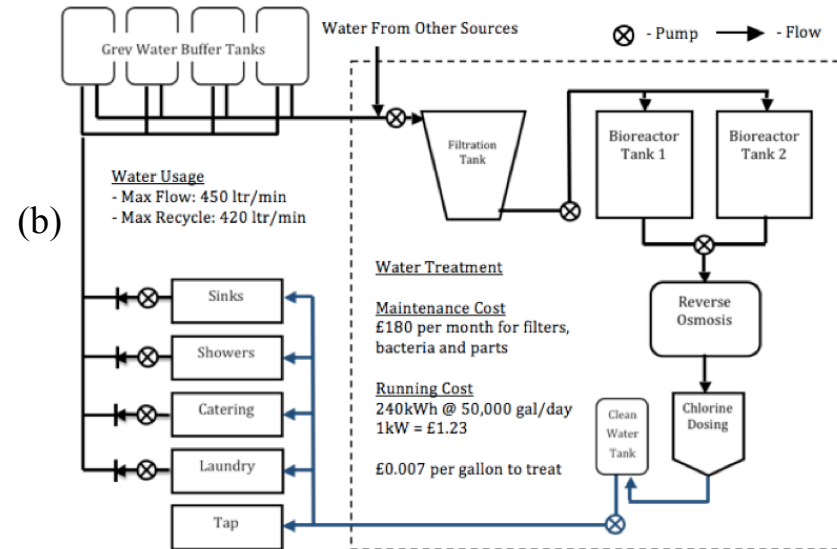 Water From Other Sources
- Pump
- Flow
Grey Water Buffer Tanks
Filtration
Tank
Bioreactor
Tank 1
Bioreactor
Tank 2
Water Usage
- Max Flow: 450 ltr/min
- Max Recycle: 420 ltr/min
(b)
Water Treatment
Maintenance Cost
£180 per month for filters,
bacteria and parts
Running Cost
240kWh @ 50,000 gal/day
1kW = £1.23
£0.007 per gallon to treat
Reverse
Osmosis
Chlorine
Dosing
Clean
Water
Tank
Sinks
Showers
Catering
Laundry
Tap